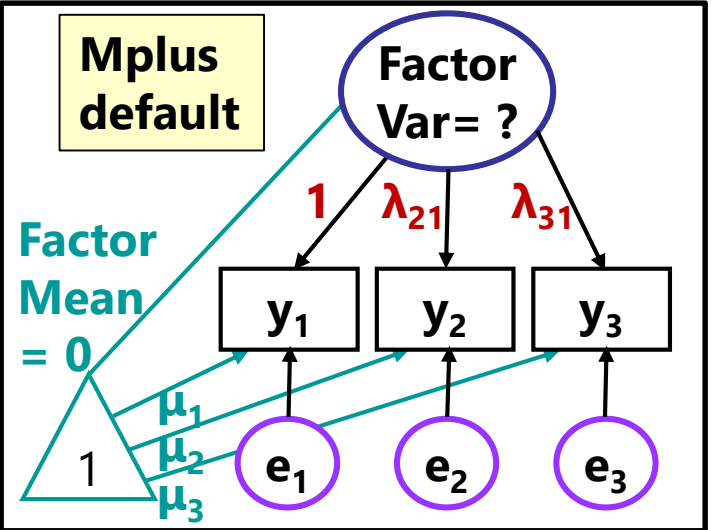 Mplus
default
Factor
Var= ?
1
λ21
λ31
Factor
Mean
= 0
y1
y2
y3
μ1
μ2
μ3
1
e1
e2
e3